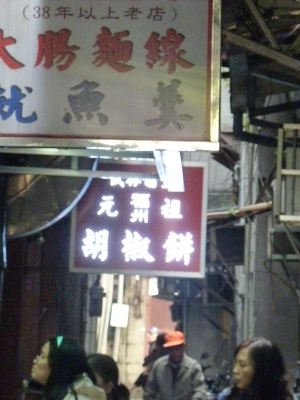 (38年以上老店)
大腸麵線
魷魚羹
元福州祖
胡椒餅